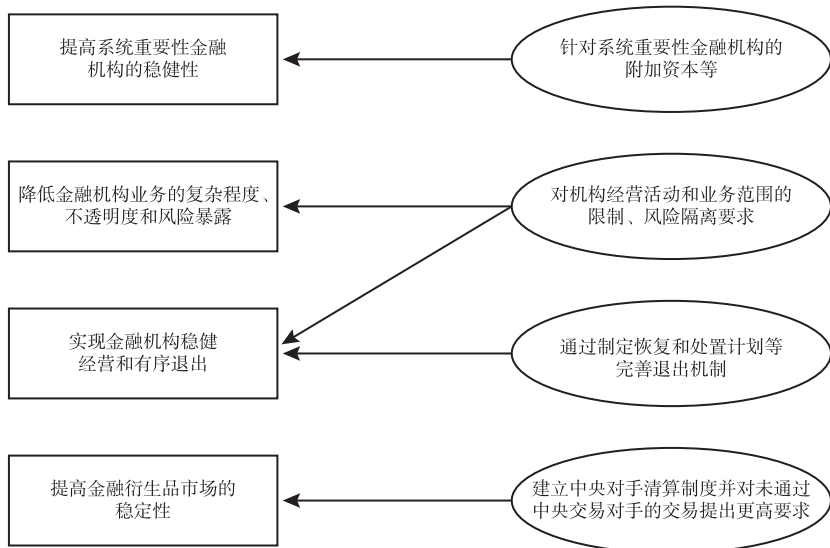 提高系统重要性金融
机构的稳健性
针对系统重要性金融机构的
附加资本等
降低金融机构业务的复杂程度、
不透明度和风险暴露
对机构经营活动和业务范围的
限制、风险隔离要求
实现金融机构稳健
经营和有序退出
通过制定恢复和处置计划等
完善退出机制
提高金融衍生品市场的
稳定性
建立中央对手清算制度并对未通过
中央交易对手的交易提出更高要求